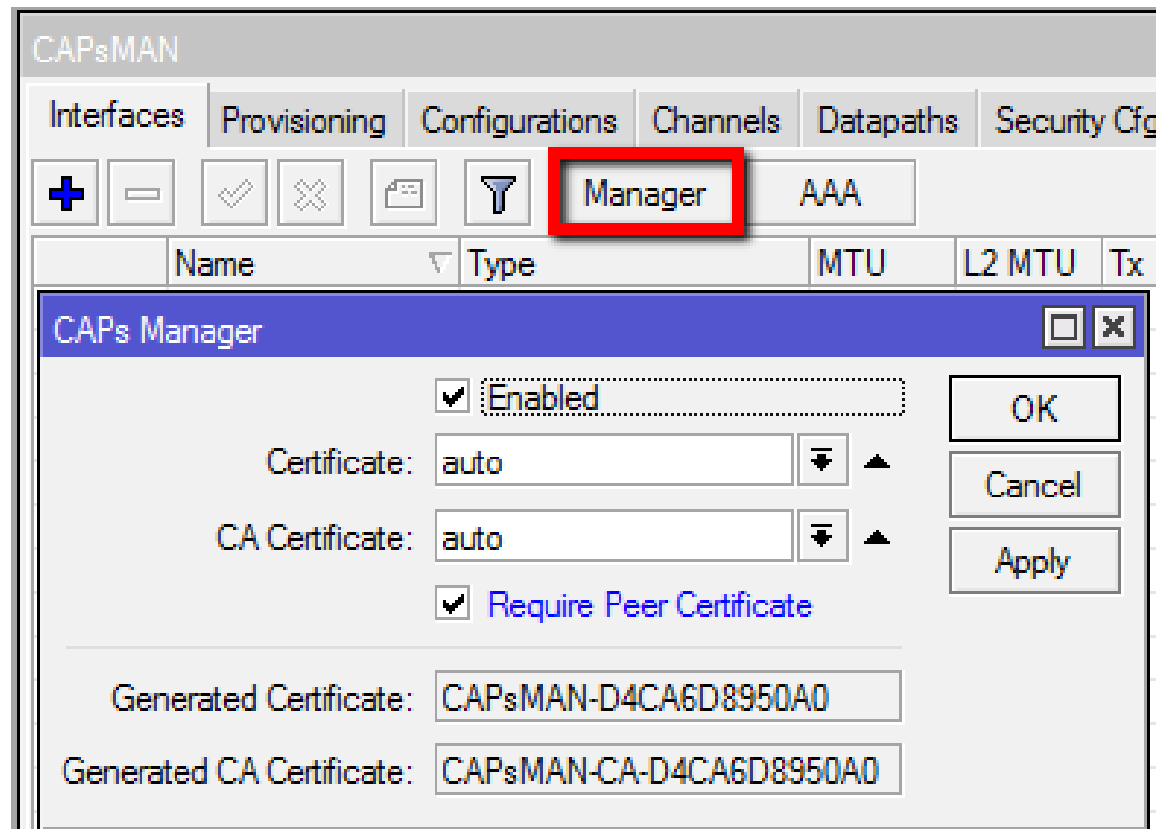 CAPsMAN
Interfaces Provisioning Configurations Channels Datapaths Security Cfg
Manager AAA
Name Type MTU L2 MTU Tx
CAPs Manager
Enabled
OK
Certificate: auto
Cancel
CA Certificate: auto
Apply
Require Peer Certificate
Generated Certificate: CAPsMAN-D4CA6D8950A0
Generated CA Certificate: CAPsMAN-CA-D4CA6D8950A0